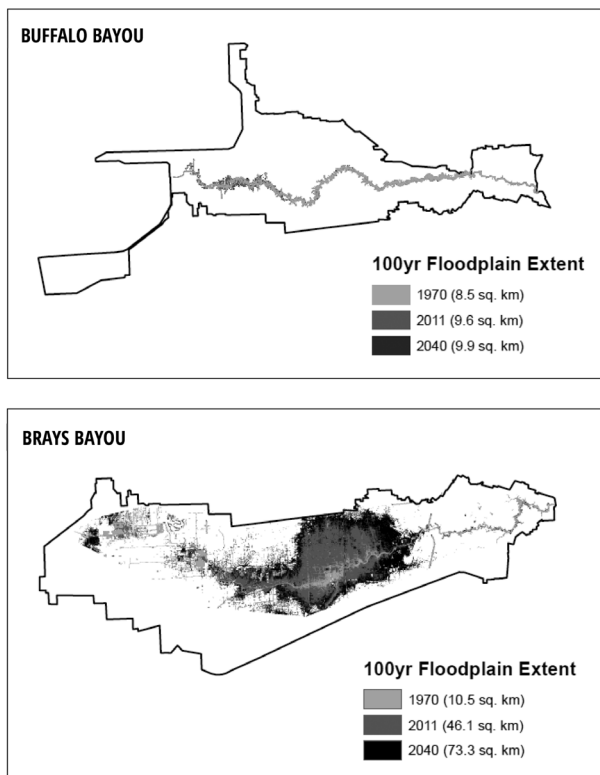 BUFFALO BAYOU
100yr Floodplain Extent
1970 (8.5 sq. km)
2011 (9.6 sq. km)
2040 (9.9 sq. km)
BRAYS BAYOU
100yr Floodplain Extent
1970 (10.5 sq. km)
2011 (46.1 sq. km)
2040 (73.3 sq. km)